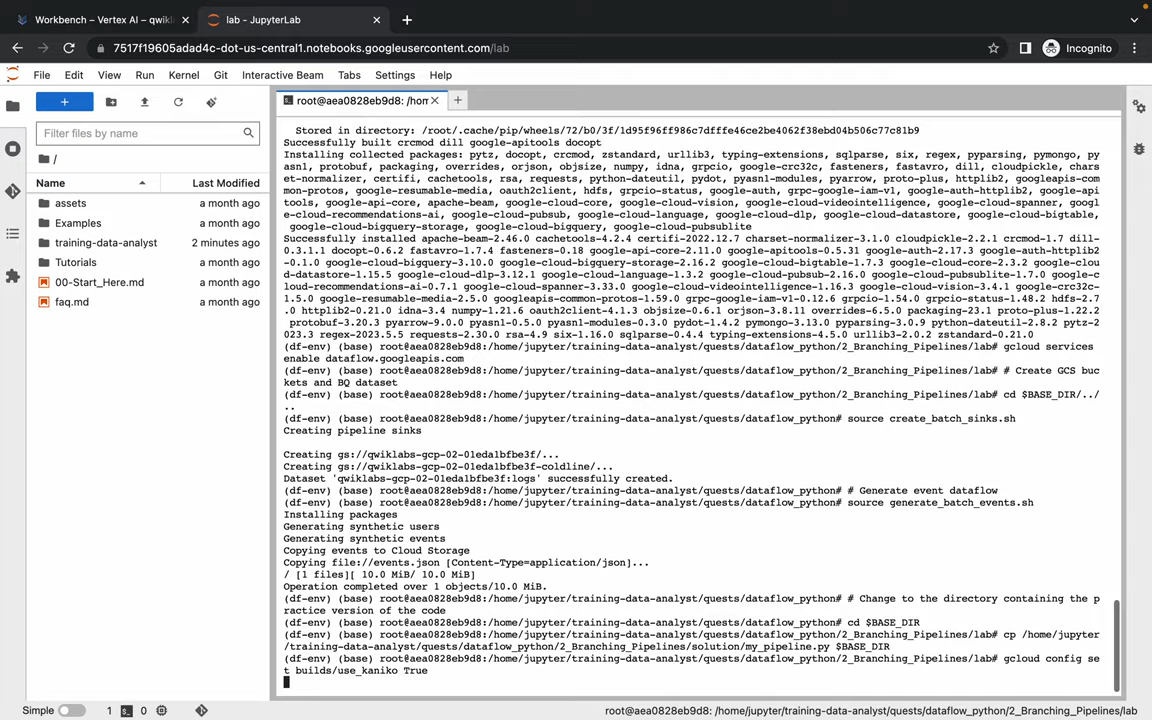 Workbench – Vertex AI – qwikla
lab - JupyterLab
7517f19605adad4c-dot-us-central1.notebooks.googleusercontent.com/lab
Incognito
File Edit View Run Kernel Git Interactive Beam Tabs Settings Help
root@aea0828eb9d8: /hom
Filter files by name
/
Name Last Modified
assets a month ago
Examples a month ago
training-data-analyst 2 minutes ago
Tutorials a month ago
00-Start_Here.md a month ago
faq.md a month ago
Stored in directory: /root/.cache/pip/wheels/72/b0/3f/1d95f96ff986c7dfffe46ce2be4062f38ebd04b506c77c81b9
Successfully built crcmod dill google-apitools docopt
Installing collected packages: pytz, docopt, crcmod, zstandard, urllib3, typing-extensions, sqlparse, six, regex, pyparsing, pymongo, py
asn1, protobuf, packaging, overrides, orjson, objsize, numpy, idna, grpcio, google-crc32c, fasteners, fastavro, dill, cloudpickle, chars
et-normalizer, certifi, cachetools, rsa, requests, python-dateutil, pydot, pyasn1-modules, pyarrow, proto-plus, httplib2, googleapis-com
mon-protos, google-resumable-media, oauth2client, hdfs, grpcio-status, google-auth, grpc-google-iam-v1, google-auth-httplib2, google-api
tools, google-api-core, apache-beam, google-cloud-core, google-cloud-vision, google-cloud-videointelligence, google-cloud-spanner, googl
e-cloud-recommendations-ai, google-cloud-pubsub, google-cloud-language, google-cloud-dlp, google-cloud-datastore, google-cloud-bigtable,
google-cloud-bigquery-storage, google-cloud-bigquery, google-cloud-pubsublite
Successfully installed apache-beam-2.46.0 cachetools-4.2.4 certifi-2022.12.7 charset-normalizer-3.1.0 cloudpickle-2.2.1 crcmod-1.7 dill-
0.3.1.1 docopt-0.6.2 fastavro-1.7.4 fasteners-0.18 google-api-core-2.11.0 google-apitools-0.5.31 google-auth-2.17.3 google-auth-httplib2
-0.1.0 google-cloud-bigquery-3.10.0 google-cloud-bigquery-storage-2.16.2 google-cloud-bigtable-1.7.3 google-cloud-core-2.3.2 google-clou
d-datastore-1.15.5 google-cloud-dlp-3.12.1 google-cloud-language-1.3.2 google-cloud-pubsub-2.16.0 google-cloud-pubsublite-1.7.0 google-c
loud-recommendations-ai-0.7.1 google-cloud-spanner-3.33.0 google-cloud-videointelligence-1.16.3 google-cloud-vision-3.4.1 google-crc32c-
1.5.0 google-resumable-media-2.5.0 googleapis-common-protos-1.59.0 grpc-google-iam-v1-0.12.6 grpcio-1.54.0 grpcio-status-1.48.2 hdfs-2.7
.0 httplib2-0.21.0 idna-3.4 numpy-1.21.6 oauth2client-4.1.3 objsize-0.6.1 orjson-3.8.11 overrides-6.5.0 packaging-23.1 proto-plus-1.22.2
protobuf-3.20.3 pyarrow-9.0.0 pyasn1-0.5.0 pyasn1-modules-0.3.0 pydot-1.4.2 pymongo-3.13.0 pyparsing-3.0.9 python-dateutil-2.8.2 pytz-2
023.3 regex-2023.5.5 requests-2.30.0 rsa-4.9 six-1.16.0 sqlparse-0.4.4 typing-extensions-4.5.0 urllib3-2.0.2 zstandard-0.21.0
(df-env) (base) root@aea0828eb9d8:/home/jupyter/training-data-analyst/quests/dataflow_python/2_Branching_Pipelines/lab# gcloud services
enable dataflow.googleapis.com
(df-env) (base) root@aea0828eb9d8:/home/jupyter/training-data-analyst/quests/dataflow_python/2_Branching_Pipelines/lab# # Create GCS buc
kets and BQ dataset
(df-env) (base) root@aea0828eb9d8:/home/jupyter/training-data-analyst/quests/dataflow_python/2_Branching_Pipelines/lab# cd $BASE_DIR/../
..
(df-env) (base) root@aea0828eb9d8:/home/jupyter/training-data-analyst/quests/dataflow_python# source create_batch_sinks.sh
Creating pipeline sinks
Creating gs://qwiklabs-gcp-02-01eda1bfbe3f/...
Creating gs://qwiklabs-gcp-02-01eda1bfbe3f-coldline/...
Dataset 'qwiklabs-gcp-02-01eda1bfbe3f:logs' successfully created.
(df-env) (base) root@aea0828eb9d8:/home/jupyter/training-data-analyst/quests/dataflow_python# # Generate event dataflow
(df-env) (base) root@aea0828eb9d8:/home/jupyter/training-data-analyst/quests/dataflow_python# source generate_batch_events.sh
Installing packages
Generating synthetic users
Generating synthetic events
Copying events to Cloud Storage
Copying file://events.json [Content-Type=application/json]...
/ [1 files][ 10.0 MiB/ 10.0 MiB]
Operation completed over 1 objects/10.0 MiB.
(df-env) (base) root@aea0828eb9d8:/home/jupyter/training-data-analyst/quests/dataflow_python# # Change to the directory containing the p
ractice version of the code
(df-env) (base) root@aea0828eb9d8:/home/jupyter/training-data-analyst/quests/dataflow_python# cd $BASE_DIR
(df-env) (base) root@aea0828eb9d8:/home/jupyter/training-data-analyst/quests/dataflow_python/2_Branching_Pipelines/lab# cp /home/jupyter
/training-data-analyst/quests/dataflow_python/2_Branching_Pipelines/solution/my_pipeline.py $BASE_DIR
(df-env) (base) root@aea0828eb9d8:/home/jupyter/training-data-analyst/quests/dataflow_python/2_Branching_Pipelines/lab# gcloud config se
t builds/use_kaniko True
Simple 1 0 root@aea0828eb9d8: /home/jupyter/training-data-analyst/quests/dataflow_python/2_Branching_Pipelines/lab